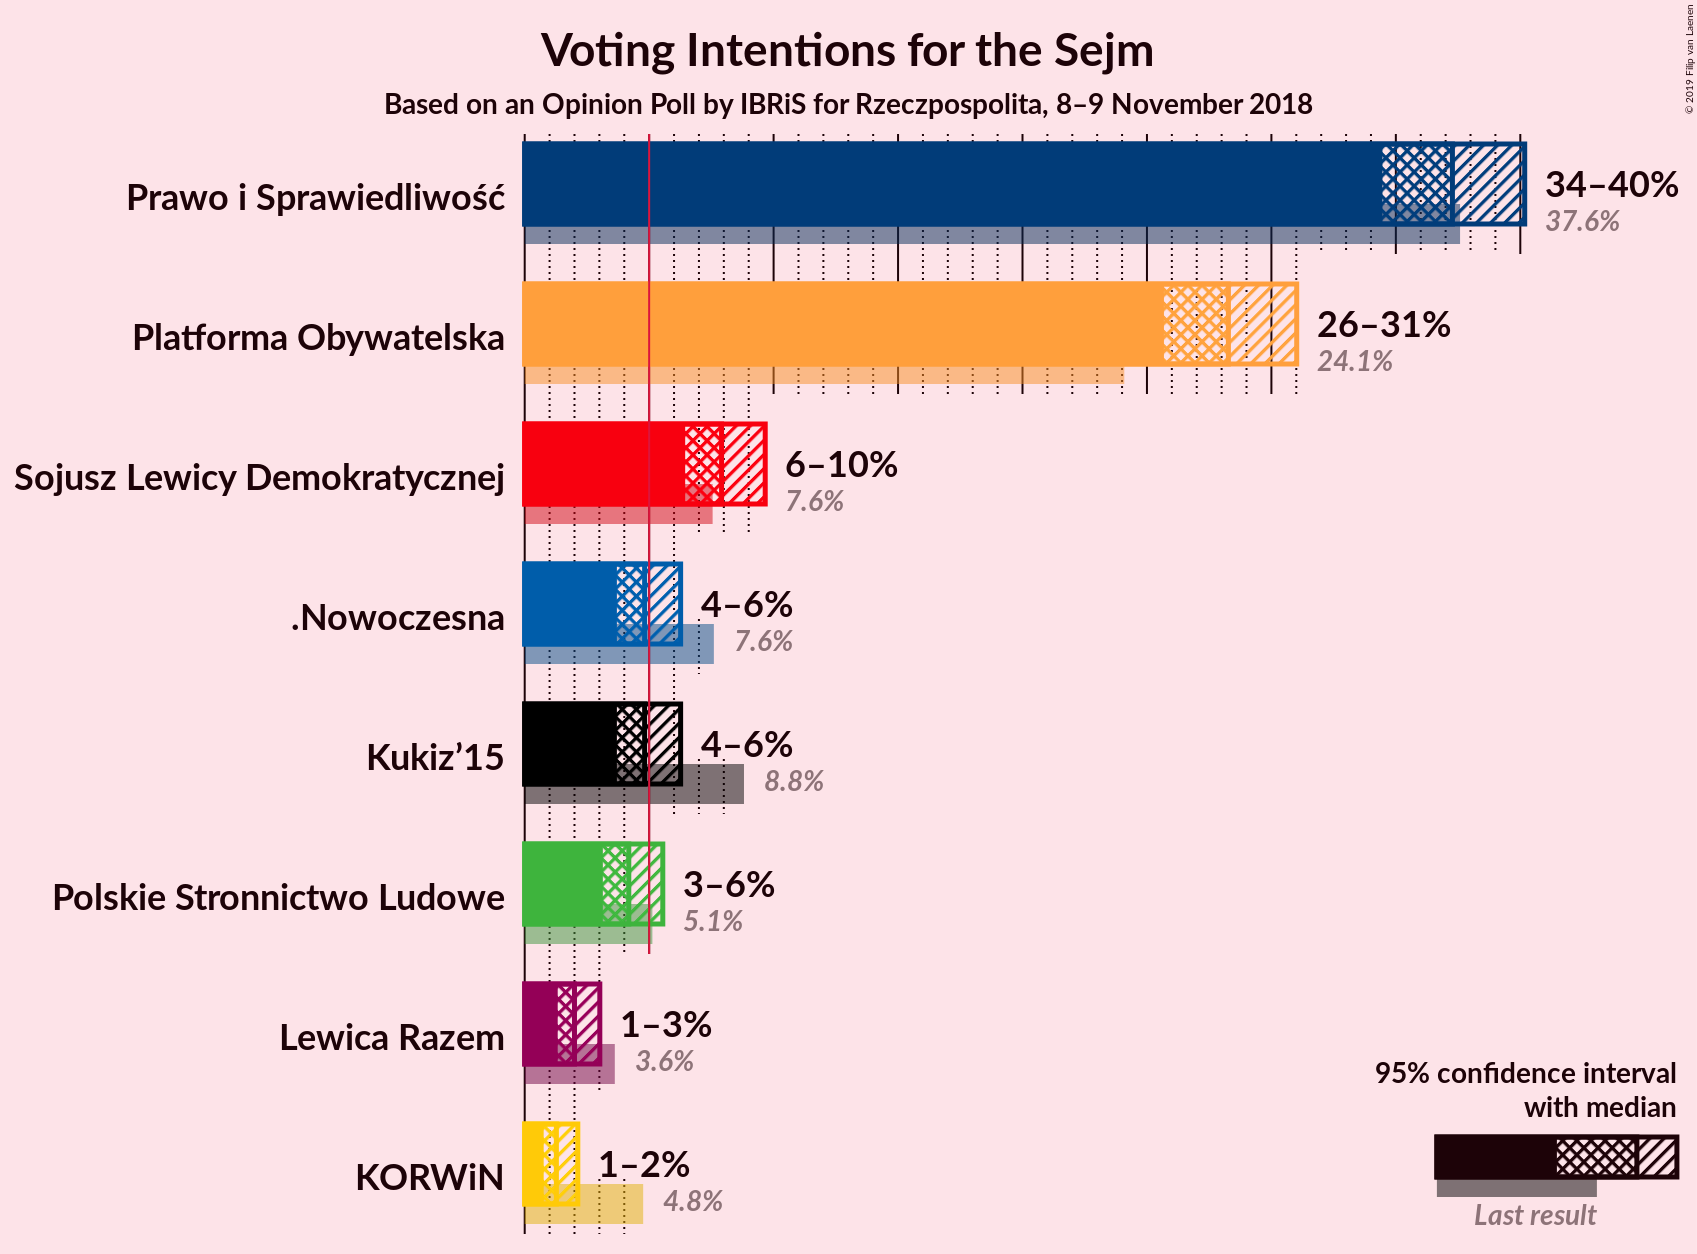 Voting Intentions for the Sejm
Based on an Opinion Poll by IBRiS for Rzeczpospolita, 8–9 November 2018
© 2019 Filip van Laenen
Prawo i Sprawiedliwość
34–40%
37.6%
Platforma Obywatelska
26–31%
24.1%
Sojusz Lewicy Demokratycznej
6–10%
7.6%
.Nowoczesna
4–6%
7.6%
Kukiz’15
4–6%
8.8%
Polskie Stronnictwo Ludowe
3–6%
5.1%
Lewica Razem
1–3%
3.6%
KORWiN
1–2%
4.8%
95% confidence interval
with median
Last result